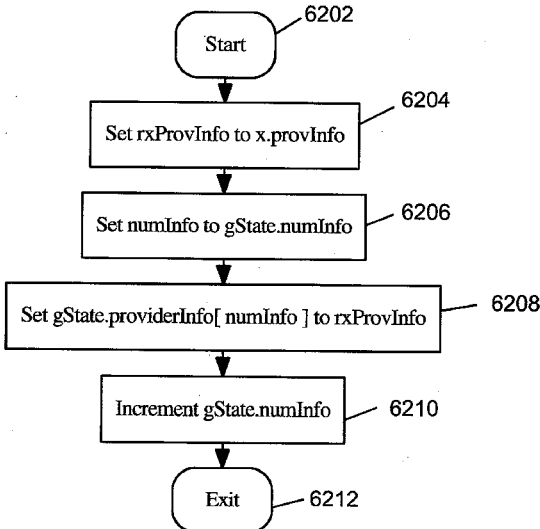 6202
Start
6204
Set rxProvInfo to x.provInfo
6206
Set numInfo to gState.numInfo
6208
Set gState.providerInfo[ numInfo ] to rxProvInfo
Increment gState.numInfo
6210
Exit
6212